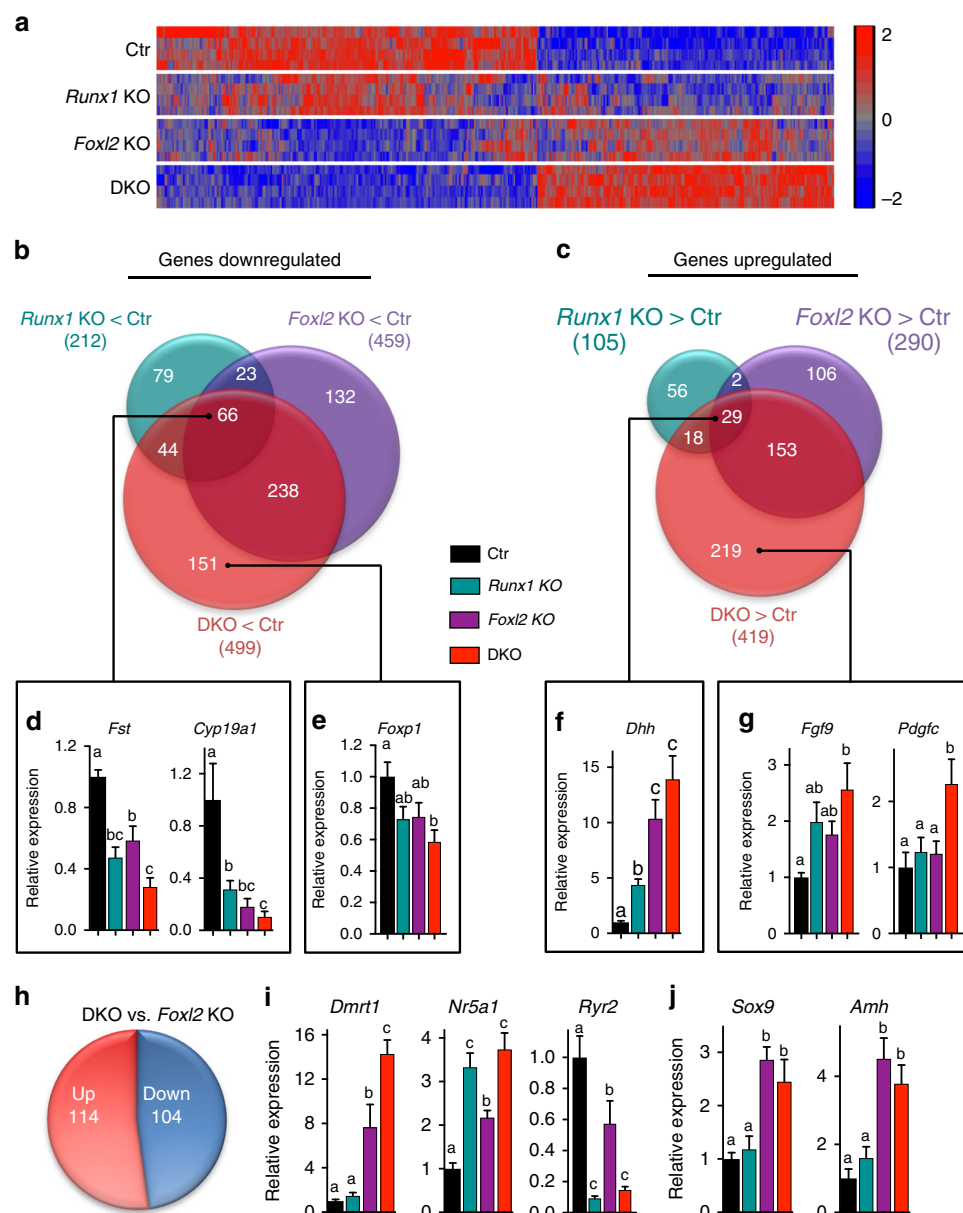 a
Ctr
Runx1 KO
Foxl2 KO
DKO
2
0
–2
b
Genes downregulated
Runx1 KO < Ctr
(212)
Foxl2 KO < Ctr
(459)
79
23
132
66
44
238
151
DKO < Ctr
(499)
c
Genes upregulated
Runx1 KO > Ctr
(105)
Foxl2 KO > Ctr
(290)
56
2
106
29
18
153
219
DKO > Ctr
(419)
Ctr
Runx1 KO
Foxl2 KO
DKO
d
Fst
Relative expression
1.2
0.8
0.4
0.0
a
bc
b
c
Cyp19a1
1.2
0.8
0.4
0.0
a
b
bc
c
e
Foxp1
Relative expression
1.2
1.0
0.8
0.6
0.4
0.2
0.0
a
ab
ab
b
f
Dhh
Relative expression
15
10
5
0
a
b
c
c
g
Fgf9
Relative expression
3
2
1
0
a
ab
ab
b
Pdgfc
2
1
0
a
a
a
b
h
DKO vs. Foxl2 KO
Up
114
Down
104
i
Dmrt1
Relative expression
16
12
8
4
0
a
a
b
c
Nr5a1
4
3
2
1
0
a
c
b
c
Ryr2
1.0
0.8
0.6
0.4
0.2
0.0
a
c
b
c
j
Sox9
Relative expression
3
2
1
0
a
a
b
b
Amh
4
2
0
a
a
b
b